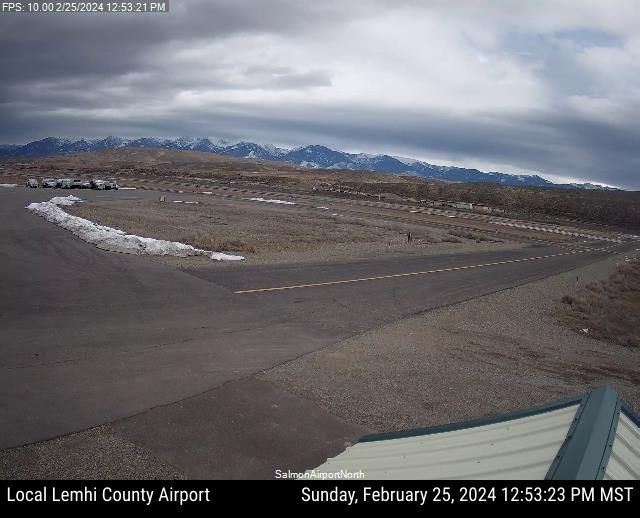 FPS: 10.00 2/25/2024 12:53:21 PM
SalmonAirportNorth
Local Lemhi County Airport Sunday, February 25, 2024 12:53:23 PM MST